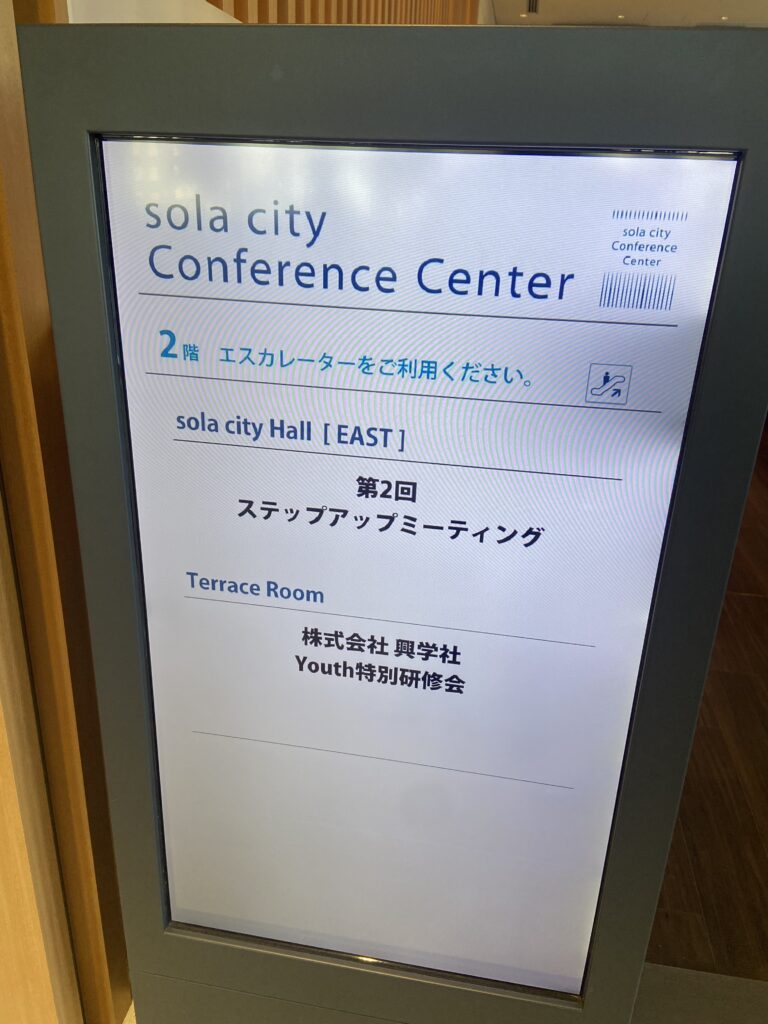 sola city
Conference Center
sola city
Conference
Center
2階 エスカレーターをご利用ください。
sola city Hall [ EAST ]
第2回
ステップアップミーティング
Terrace Room
株式会社 興学社
Youth特別研修会